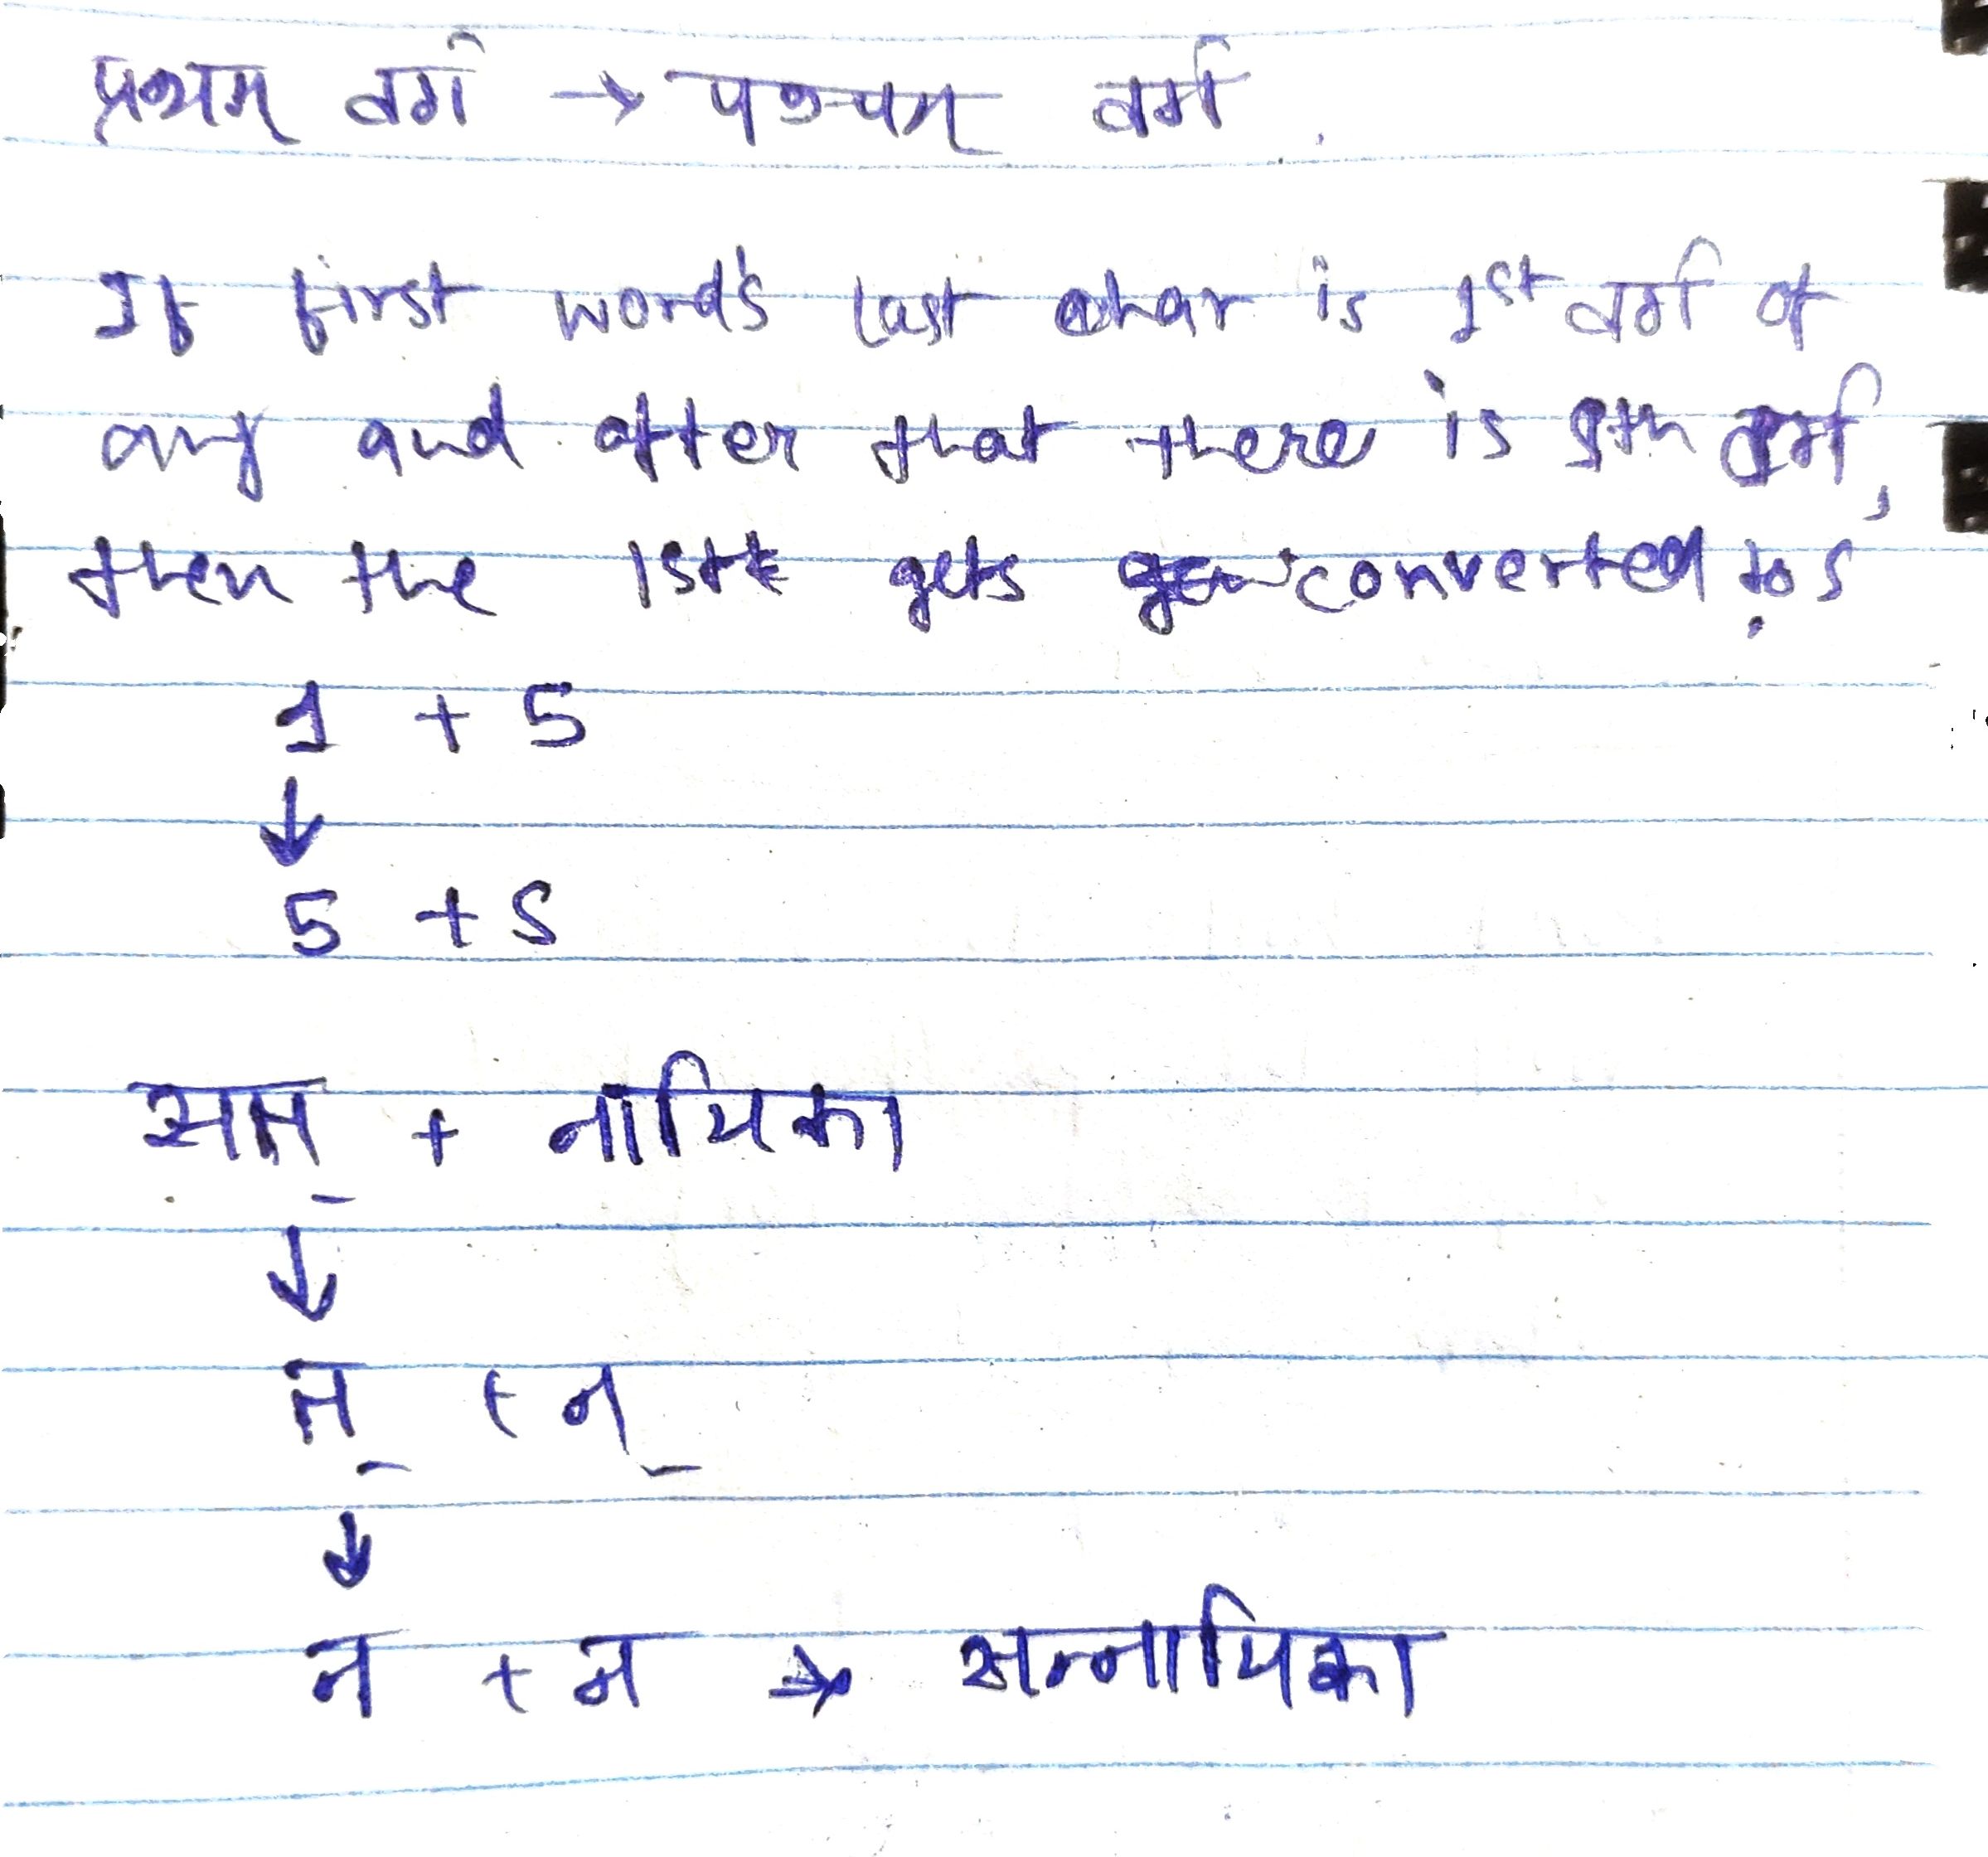 प्रथम वर्ग → पञ्चम वर्ग
If first word's last char is 1st वर्ग of
any and after that there is 5th वर्ग,
then the 1st gets converted to 5
1 + 5
↓
5 + 5
सत् + नायिका
↓
त् + न्
↓
न + न → सन्नायिका